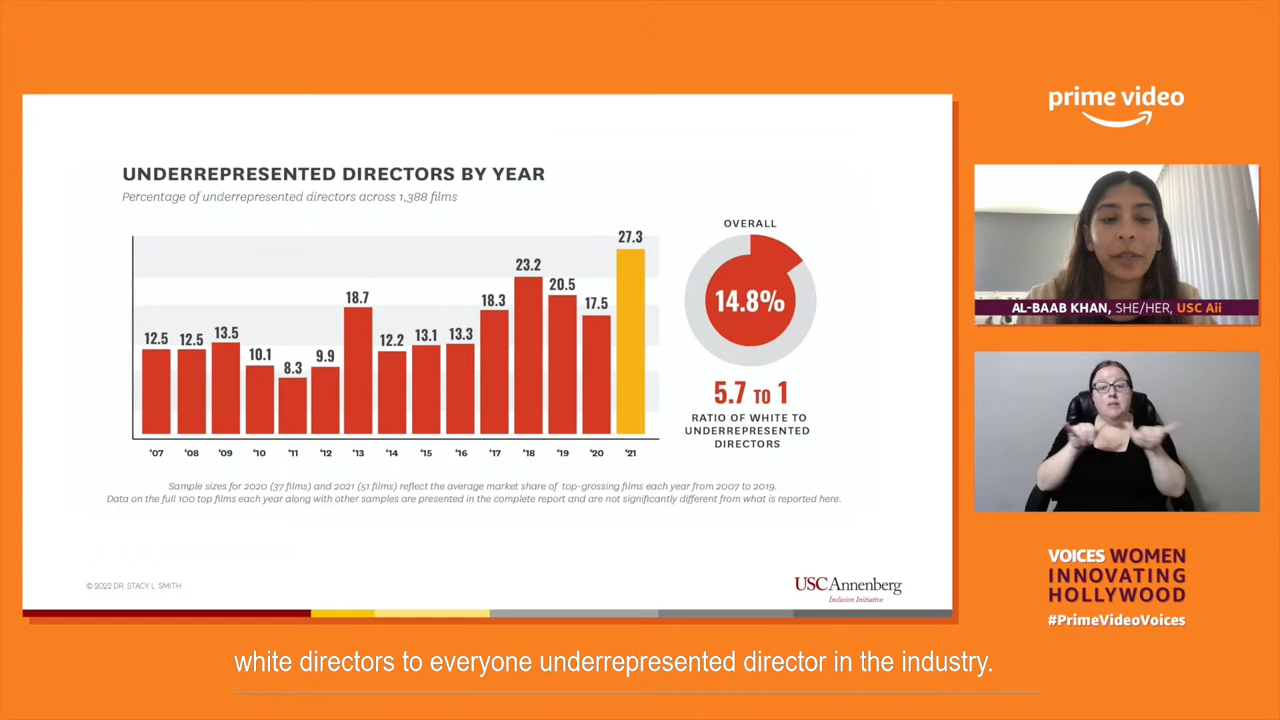 UNDERREPRESENTED DIRECTORS BY YEAR
Percentage of underrepresented directors across 1,388 films
12.5
12.5
13.5
10.1
8.3
9.9
18.7
12.2
13.1
13.3
18.3
23.2
20.5
17.5
27.3
'07 '08 '09 '10 '11 '12 '13 '14 '15 '16 '17 '18 '19 '20 '21
OVERALL
14.8%
5.7 TO 1
RATIO OF WHITE TO
UNDERREPRESENTED
DIRECTORS
Sample sizes for 2020 (37 films) and 2021 (51 films) reflect the average market share of top-grossing films each year from 2007 to 2019.
Data on the full 100 top films each year along with other samples are presented in the complete report and are not significantly different from what is reported here.
© 2022 DR. STACY L. SMITH
USC Annenberg
Inclusion Initiative
prime video
AL-BAAB KHAN, SHE/HER, USC Aii
VOICES WOMEN
INNOVATING
HOLLYWOOD
#PrimeVideoVoices
white directors to everyone underrepresented director in the industry.